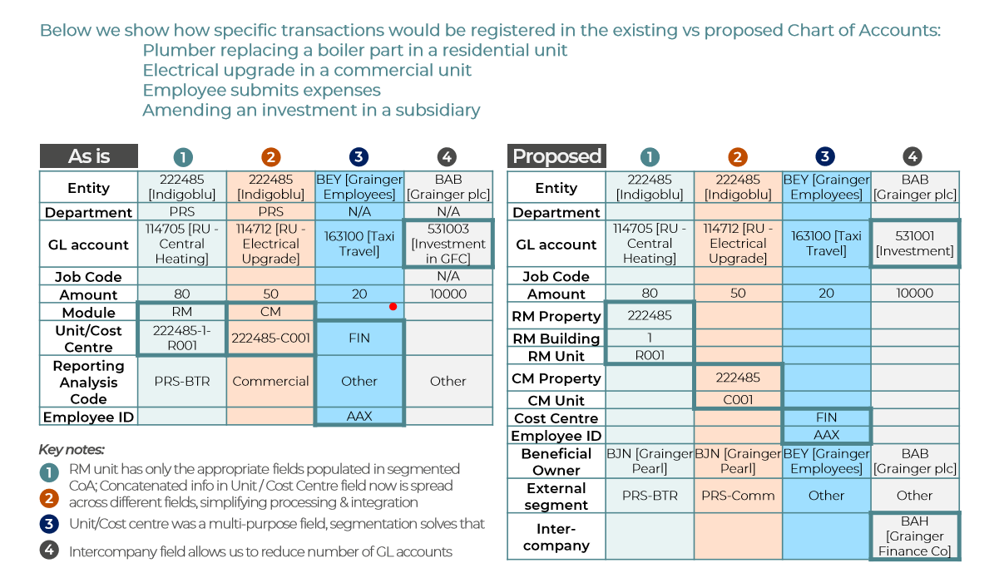 Below we show how specific transactions would be registered in the existing vs proposed Chart of Accounts:
Plumber replacing a boiler part in a residential unit
Electrical upgrade in a commercial unit
Employee submits expenses
Amending an investment in a subsidiary
As is 1 2 3 4
Entity 222485 [Indigoblu] 222485 [Indigoblu] BEY [Grainger Employees] BAB [Grainger plc]
Department PRS PRS N/A N/A
GL account 114705 [RU - Central Heating] 114712 [RU - Electrical Upgrade] 163100 [Taxi Travel] 531003 [Investment in GFC]
Job Code N/A
Amount 80 50 20 10000
Module RM CM
Unit/Cost Centre 222485-1-R001 222485-C001 FIN
Reporting Analysis Code PRS-BTR Commercial Other Other
Employee ID AAX
Key notes:
1 RM unit has only the appropriate fields populated in segmented
CoA; Concatenated info in Unit / Cost Centre field now is spread
2 across different fields, simplifying processing & integration
3 Unit/Cost centre was a multi-purpose field, segmentation solves that
4 Intercompany field allows us to reduce number of GL accounts
Proposed 1 2 3 4
Entity 222485 [Indigoblu] 222485 [Indigoblu] BEY [Grainger Employees] BAB [Grainger plc]
Department
GL account 114705 [RU - Central Heating] 114712 [RU - Electrical Upgrade] 163100 [Taxi Travel] 531001 [Investment]
Job Code
Amount 80 50 20 10000
RM Property 222485
RM Building 1
RM Unit R001
CM Property 222485
CM Unit C001
Cost Centre FIN
Employee ID AAX
Beneficial Owner BJN [Grainger Pearl] BJN [Grainger Pearl] BEY [Grainger Employees] BAB [Grainger plc]
External segment PRS-BTR PRS-Comm Other Other
Inter-company BAH [Grainger Finance Co]